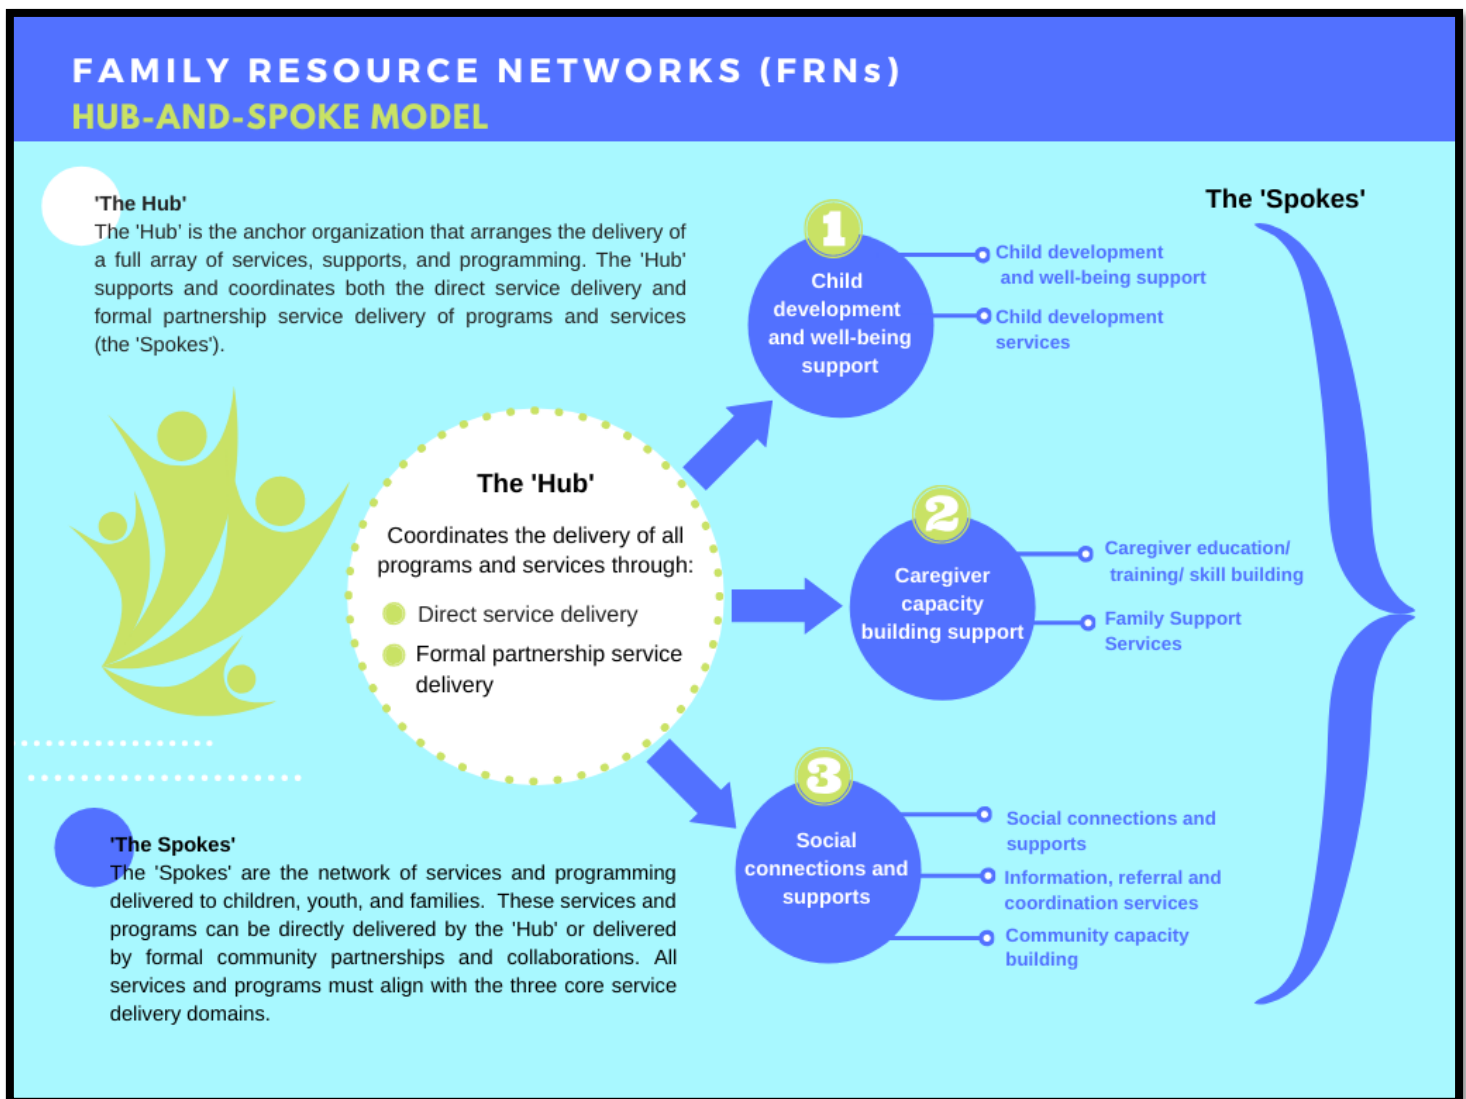 FAMILY RESOURCE NETWORKS (FRNs)
HUB-AND-SPOKE MODEL
'The Hub'
The 'Hub' is the anchor organization that arranges the delivery of
a full array of services, supports, and programming. The 'Hub'
supports and coordinates both the direct service delivery and
formal partnership service delivery of programs and services
(the 'Spokes').
The 'Hub'
Coordinates the delivery of all
programs and services through:
Direct service delivery
Formal partnership service
delivery
'The Spokes'
The 'Spokes' are the network of services and programming
delivered to children, youth, and families. These services and
programs can be directly delivered by the 'Hub' or delivered
by formal community partnerships and collaborations. All
services and programs must align with the three core service
delivery domains.
The 'Spokes'
1
Child
development
and well-being
support
Child development
and well-being support
Child development
services
2
Caregiver
capacity
building support
Caregiver education/
training/ skill building
Family Support
Services
3
Social
connections and
supports
Social connections and
supports
Information, referral and
coordination services
Community capacity
building